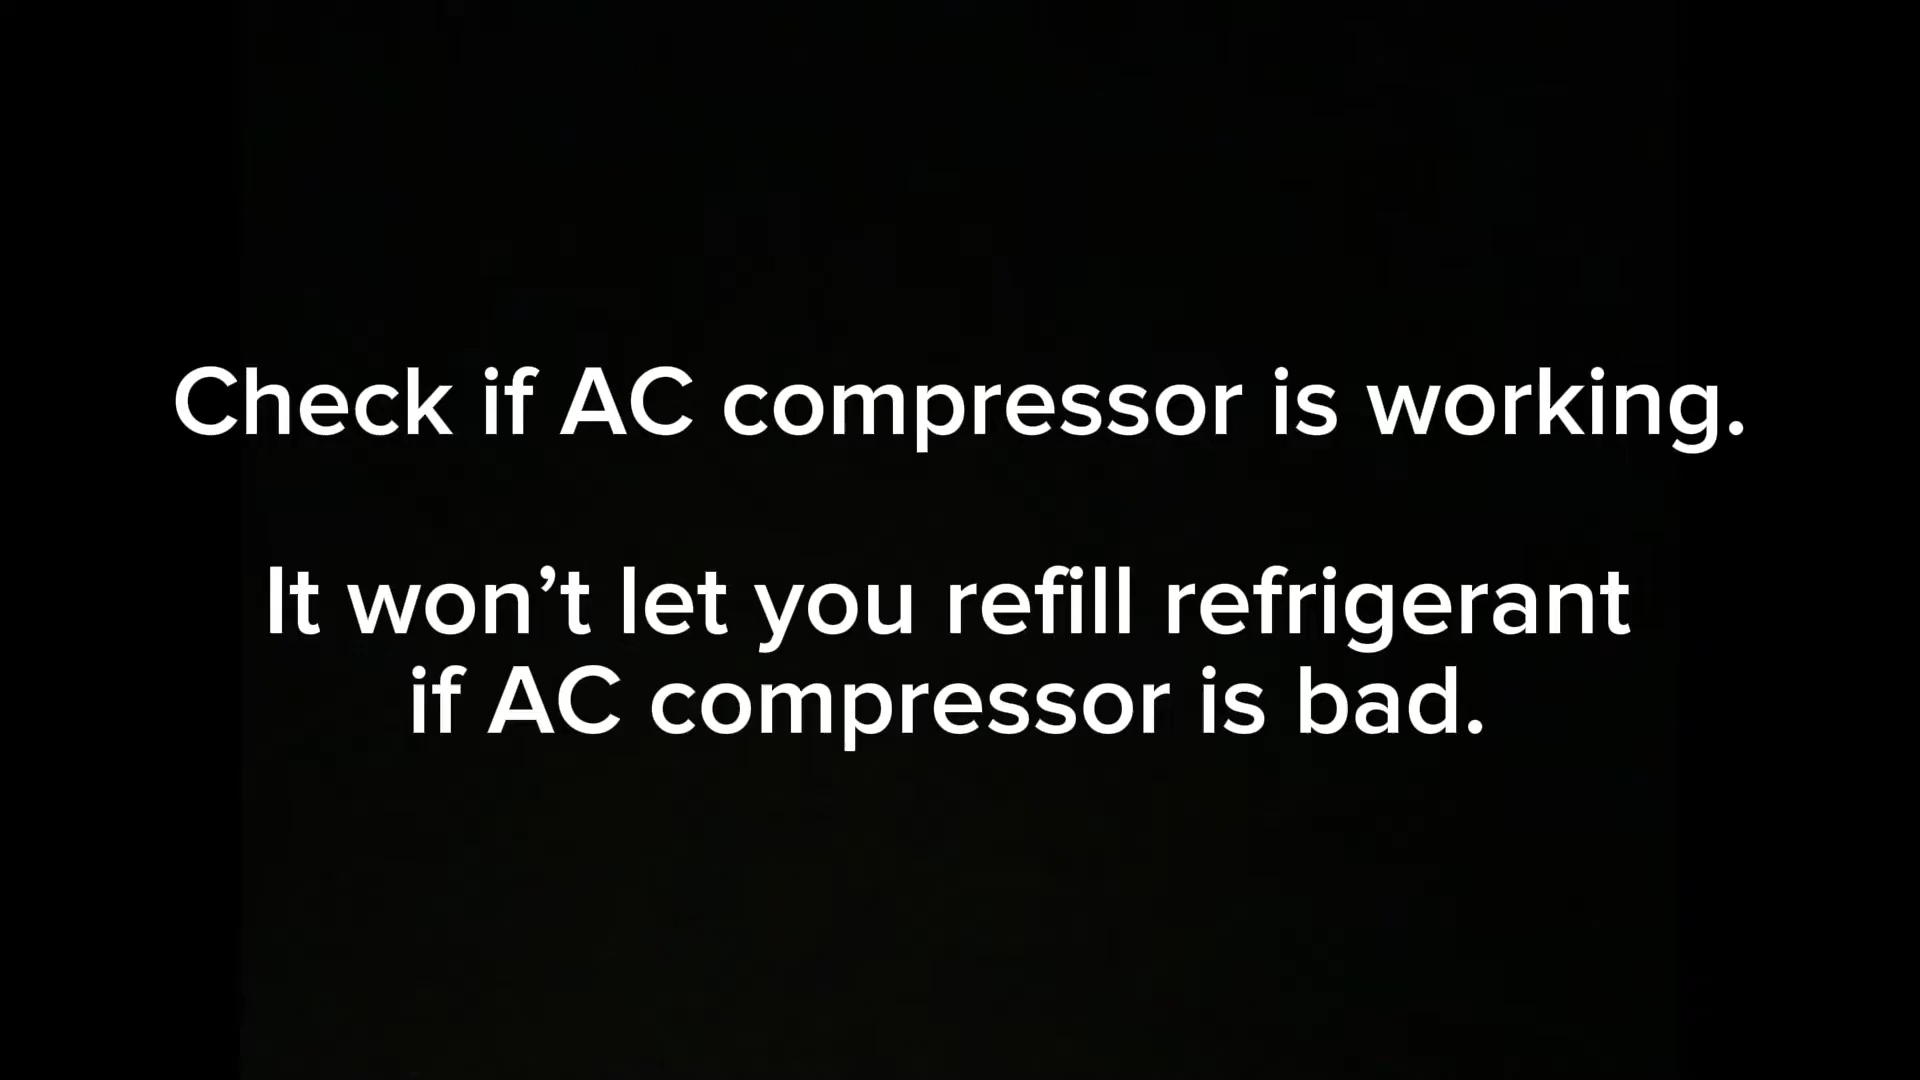 Check if AC compressor is working.
It won’t let you refill refrigerant
if AC compressor is bad.